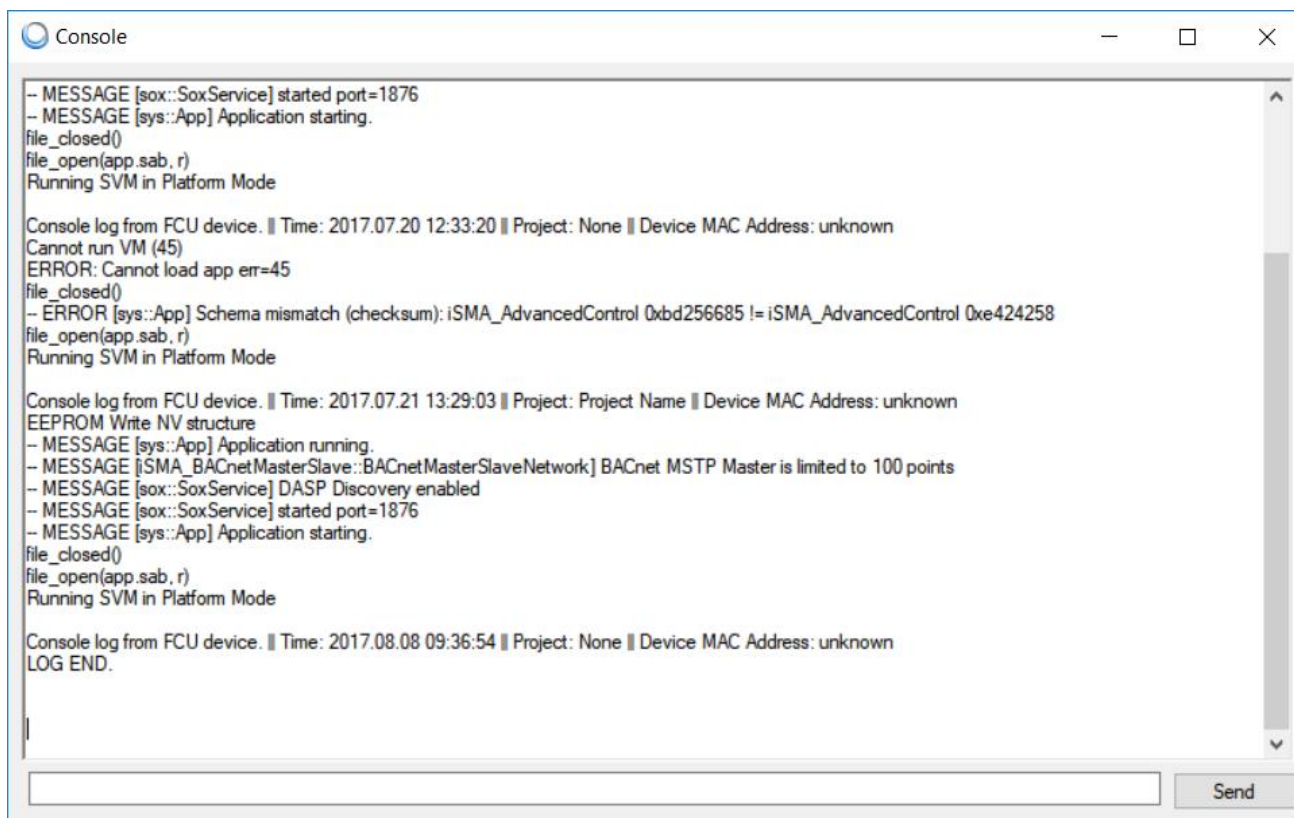 Console
-- MESSAGE [sox::SoxService] started port=1876
-- MESSAGE [sys::App] Application starting.
file_closed()
file_open(app.sab, r)
Running SVM in Platform Mode
Console log from FCU device. || Time: 2017.07.20 12:33:20 || Project: None || Device MAC Address: unknown
Cannot run VM (45)
ERROR: Cannot load app err=45
file_closed()
-- ERROR [sys::App] Schema mismatch (checksum): iSMA_AdvancedControl 0xbd256685 != iSMA_AdvancedControl 0xe424258
file_open(app.sab, r)
Running SVM in Platform Mode
Console log from FCU device. || Time: 2017.07.21 13:29:03 || Project: Project Name || Device MAC Address: unknown
EEPROM Write NV structure
-- MESSAGE [sys::App] Application running.
-- MESSAGE [iSMA_BACnetMasterSlave::BACnetMasterSlaveNetwork] BACnet MSTP Master is limited to 100 points
-- MESSAGE [sox::SoxService] DASP Discovery enabled
-- MESSAGE [sox::SoxService] started port=1876
-- MESSAGE [sys::App] Application starting.
file_closed()
file_open(app.sab, r)
Running SVM in Platform Mode
Console log from FCU device. || Time: 2017.08.08 09:36:54 || Project: None || Device MAC Address: unknown
LOG END.
Send